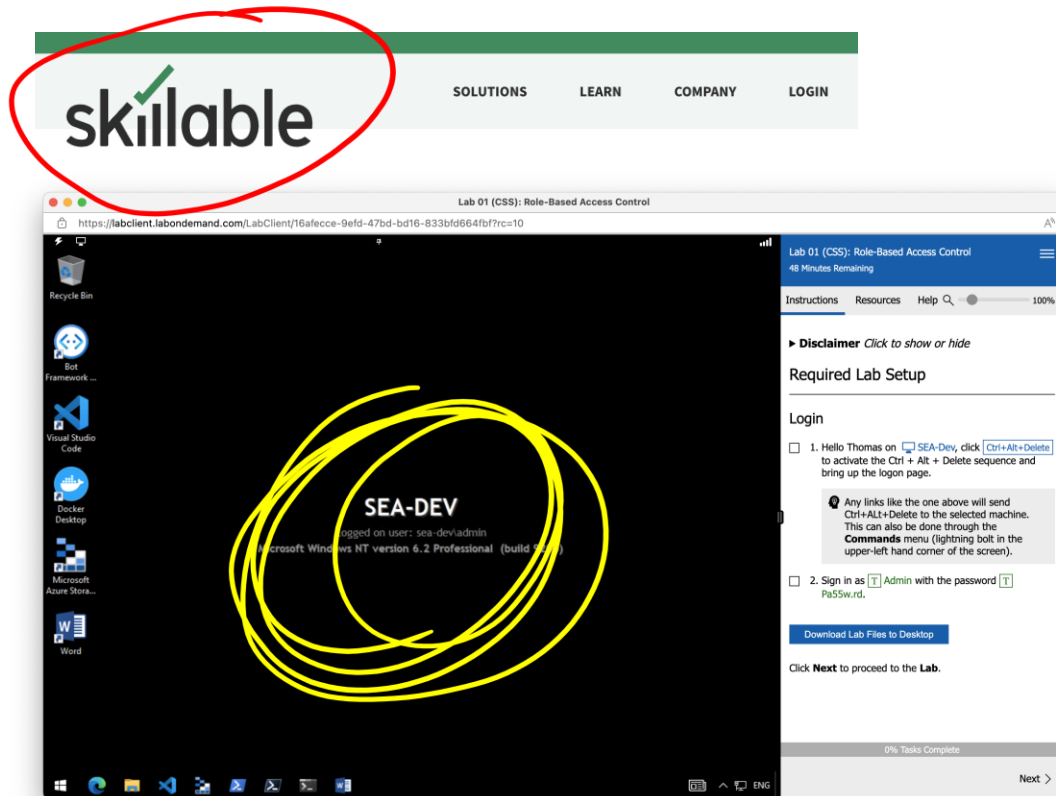 skillable
SOLUTIONS
LEARN
COMPANY
LOGIN
Lab 01 (CSS): Role-Based Access Control
https://labclient.labondemand.com/LabClient/16afecce-9efd-47bd-bd16-833bfd664fbf?rc=10
Recycle Bin
Bot
Framework ...
Visual Studio
Code
Docker
Desktop
Microsoft
Azure Stora...
Word
SEA-DEV
Logged on user: sea-dev\admin
Microsoft Windows NT version 6.2 Professional (build
ENG
Lab 01 (CSS): Role-Based Access Control
48 Minutes Remaining
Instructions
Resources
Help
100%
Disclaimer Click to show or hide
Required Lab Setup
Login
1. Hello Thomas on SEA-Dev, click Ctrl+Alt+Delete
to activate the Ctrl + Alt + Delete sequence and
bring up the logon page.
Any links like the one above will send
Ctrl+ALt+Delete to the selected machine.
This can also be done through the
Commands menu (lightning bolt in the
upper-left hand corner of the screen).
2. Sign in as T Admin with the password T
Pa55w.rd.
Download Lab Files to Desktop
Click Next to proceed to the Lab.
0% Tasks Complete
Next >